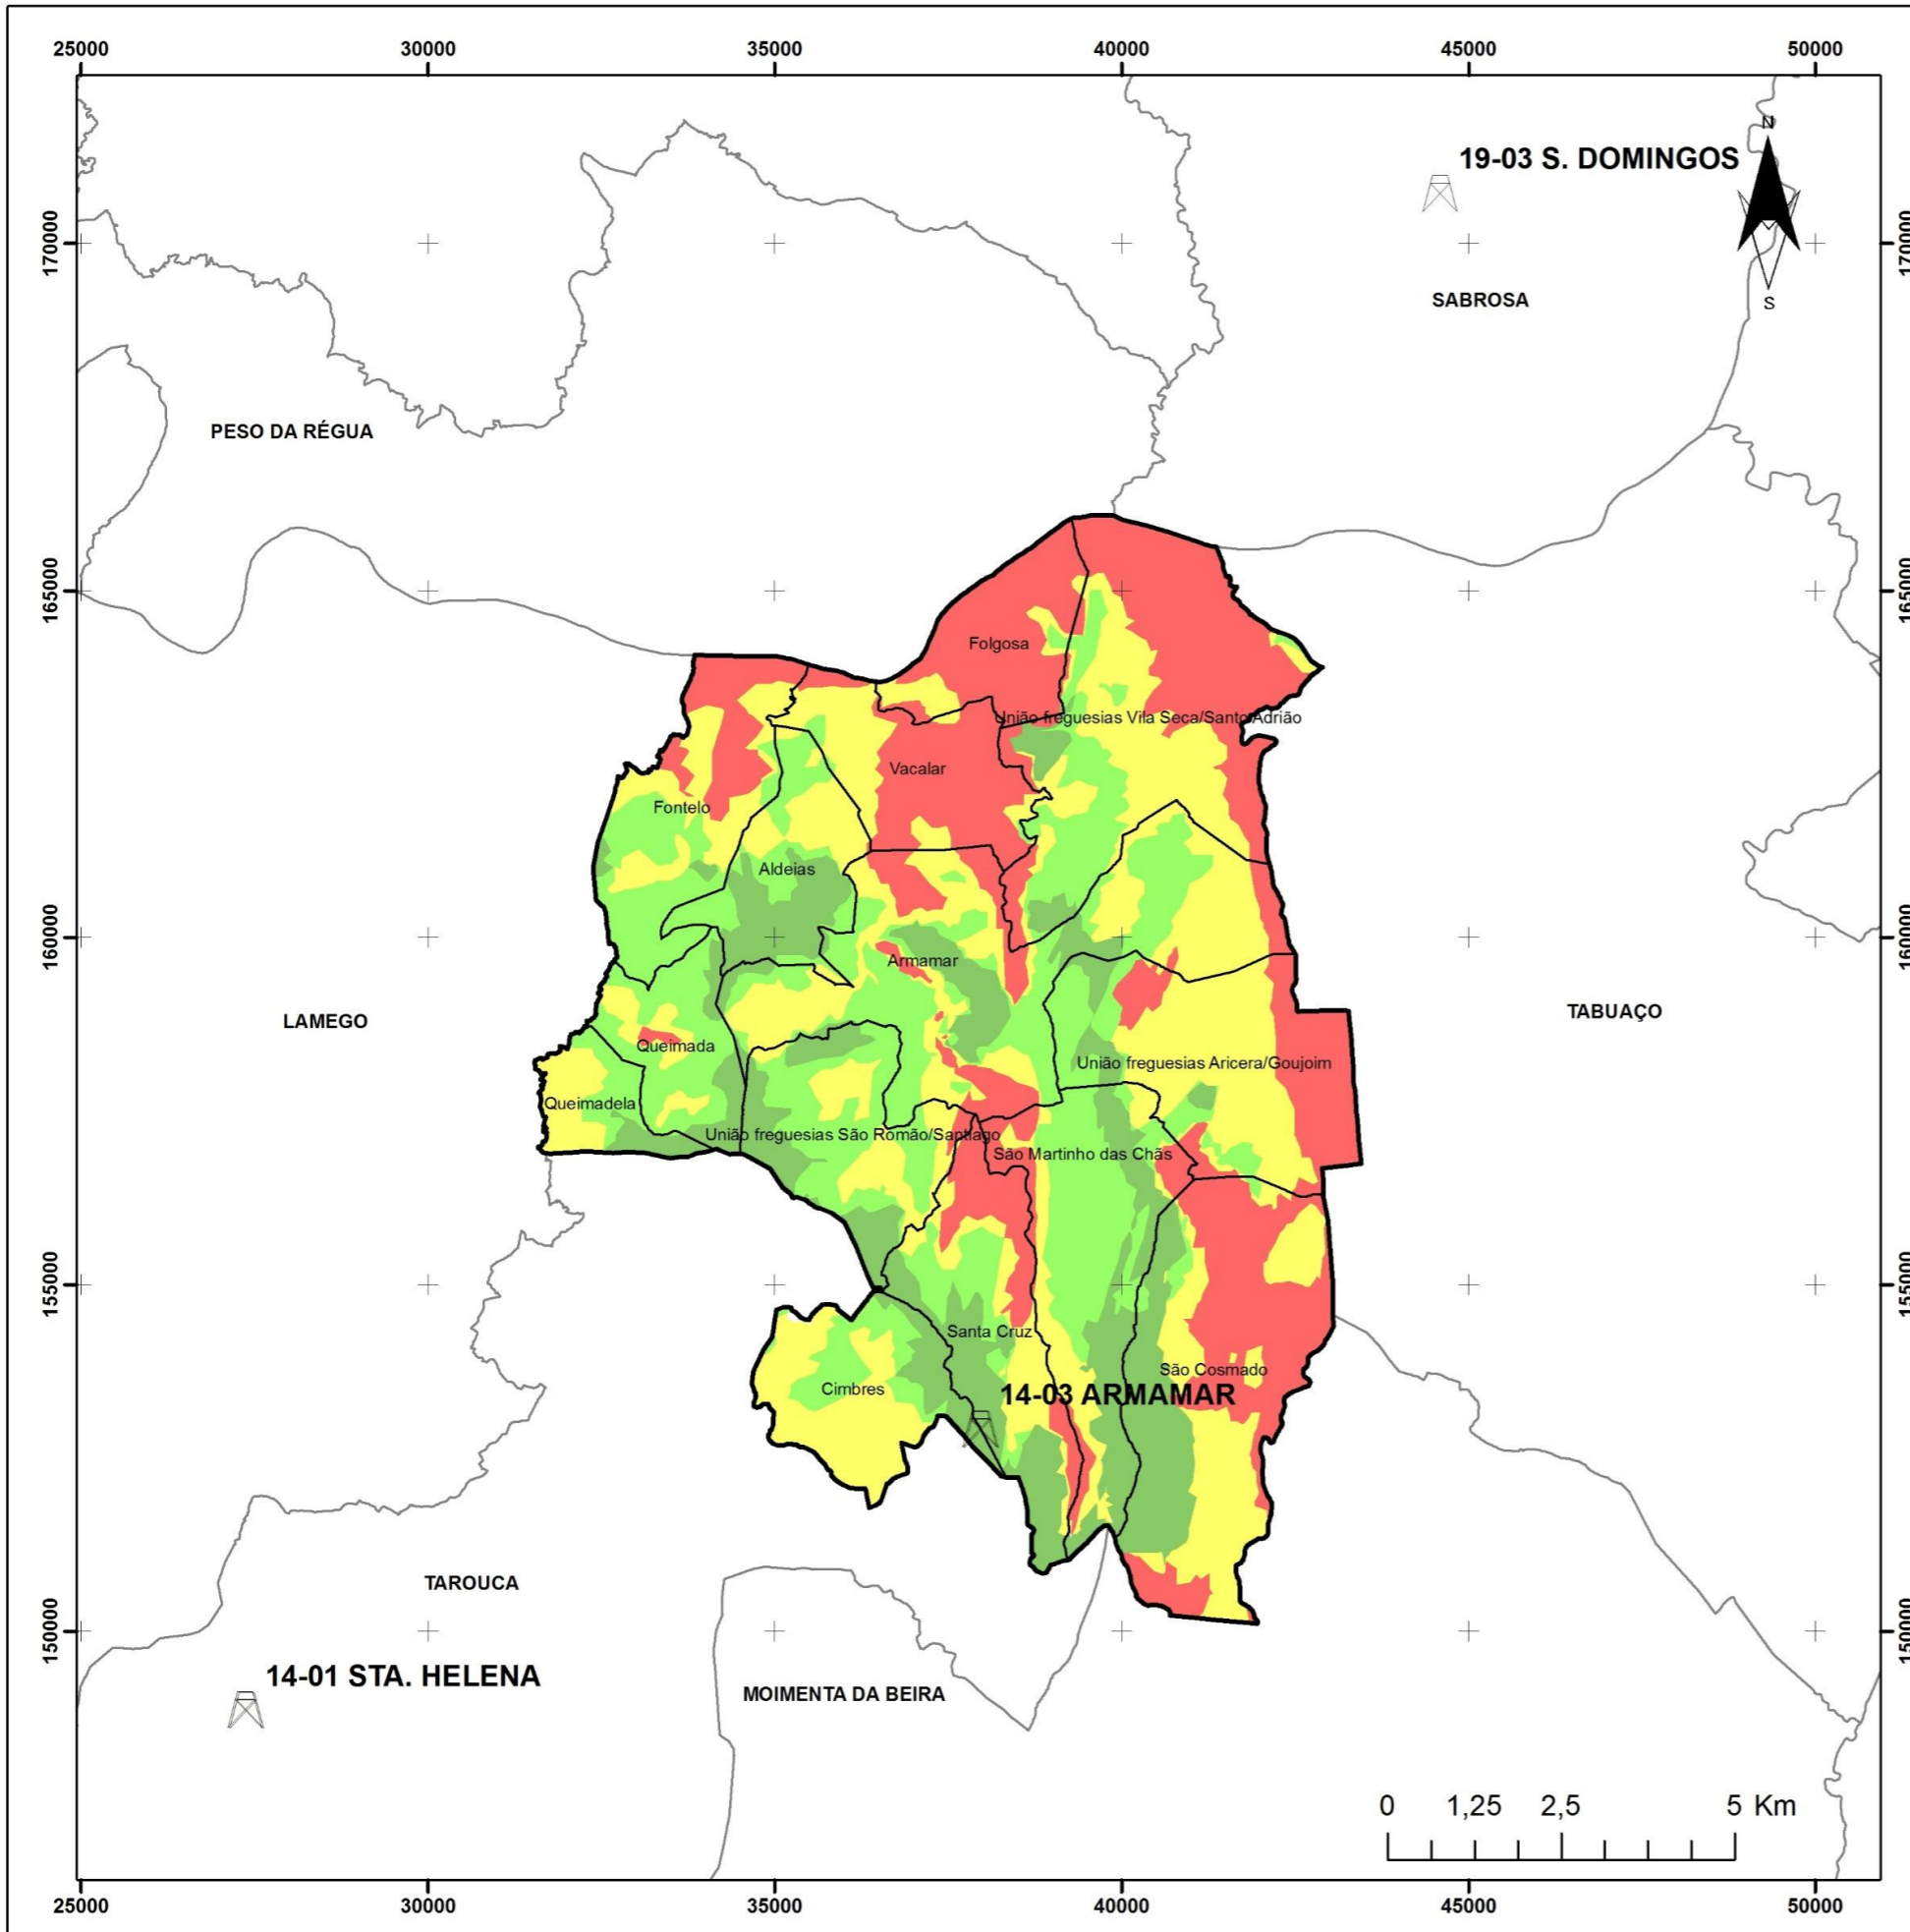 25000 30000 35000 40000 45000 50000
N
19-03 S. DOMINGOS
170000 170000
S
SABROSA
PESO DA RÉGUA
165000 165000
Folgosa
União freguesias Vila Seca/Santo Adrião
Vacalar
Fontelo
Aldeias
160000 160000
Armamar
LAMEGO
TABUAÇO
Queimada
União freguesias Aricera/Goujoim
Queimadela
União freguesias São Romão/Santiago
São Martinho das Chãs
155000 155000
Santa Cruz
São Cosmado
Cimbres
14-03 ARMAMAR
TAROUCA
150000 150000
14-01 STA. HELENA
MOIMENTA DA BEIRA
0 1,25 2,5 5 Km
25000 30000 35000 40000 45000 50000